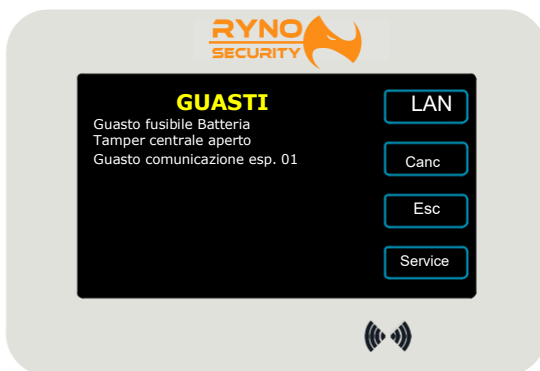 RYNO
SECURITY
GUASTI
Guasto fusibile Batteria
Tamper centrale aperto
Guasto comunicazione esp. 01
LAN
Canc
Esc
Service